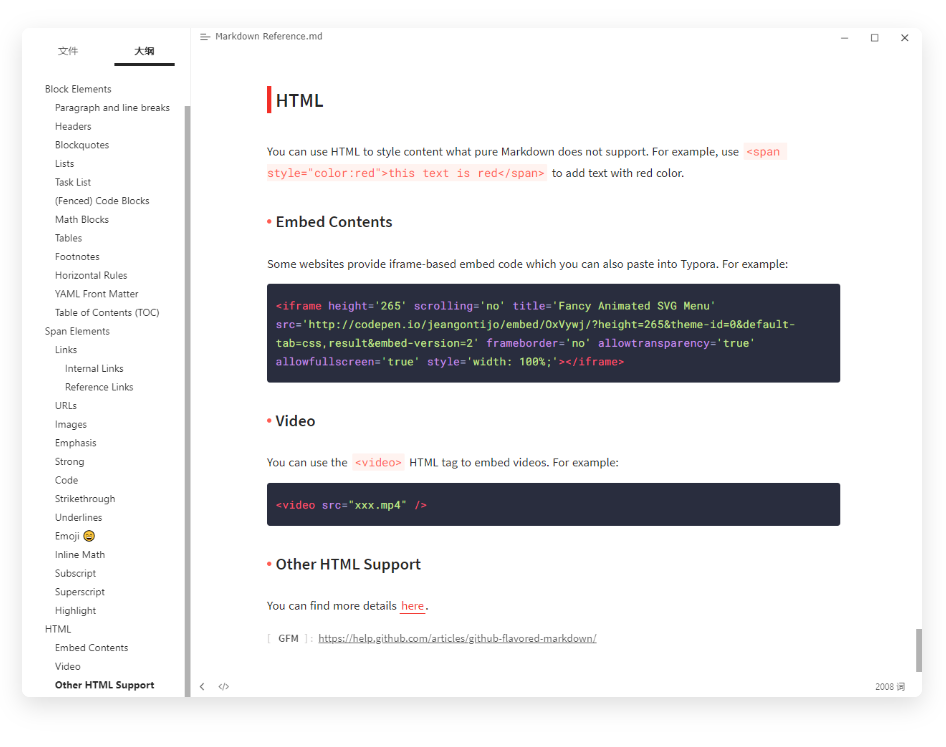 文件 大纲
Block Elements
Paragraph and line breaks
Headers
Blockquotes
Lists
Task List
(Fenced) Code Blocks
Math Blocks
Tables
Footnotes
Horizontal Rules
YAML Front Matter
Table of Contents (TOC)
Span Elements
Links
Internal Links
Reference Links
URLs
Images
Emphasis
Strong
Code
Strikethrough
Underlines
Emoji 😄
Inline Math
Subscript
Superscript
Highlight
HTML
Embed Contents
Video
Other HTML Support
Markdown Reference.md
HTML
You can use HTML to style content what pure Markdown does not support. For example, use <span
style="color:red">this text is red</span> to add text with red color.
Embed Contents
Some websites provide iframe-based embed code which you can also paste into Typora. For example:
<iframe height='265' scrolling='no' title='Fancy Animated SVG Menu'
src='http://codepen.io/jeangontijo/embed/OxVywj/?height=265&theme-id=0&default-
tab=css,result&embed-version=2' frameborder='no' allowtransparency='true'
allowfullscreen='true' style='width: 100%;'></iframe>
Video
You can use the <video> HTML tag to embed videos. For example:
<video src="xxx.mp4" />
Other HTML Support
You can find more details here.
[ GFM ]: https://help.github.com/articles/github-flavored-markdown/
</>
2008 词